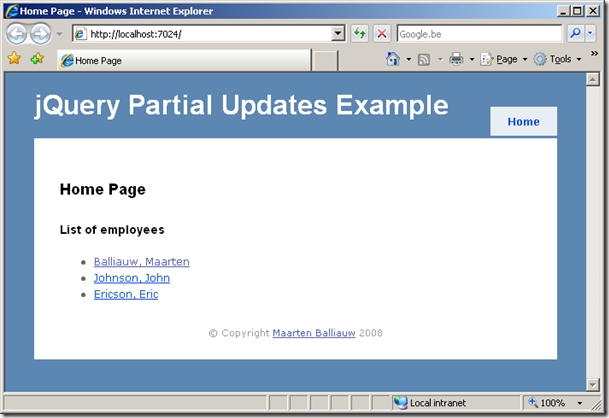 Home Page - Windows Internet Explorer
http://localhost:7024/
Google.be
Home Page
Page
Tools
»
jQuery Partial Updates Example
Home
Home Page
List of employees
Balliauw, Maarten
Johnson, John
Ericson, Eric
© Copyright Maarten Balliauw 2008
Local intranet
100%